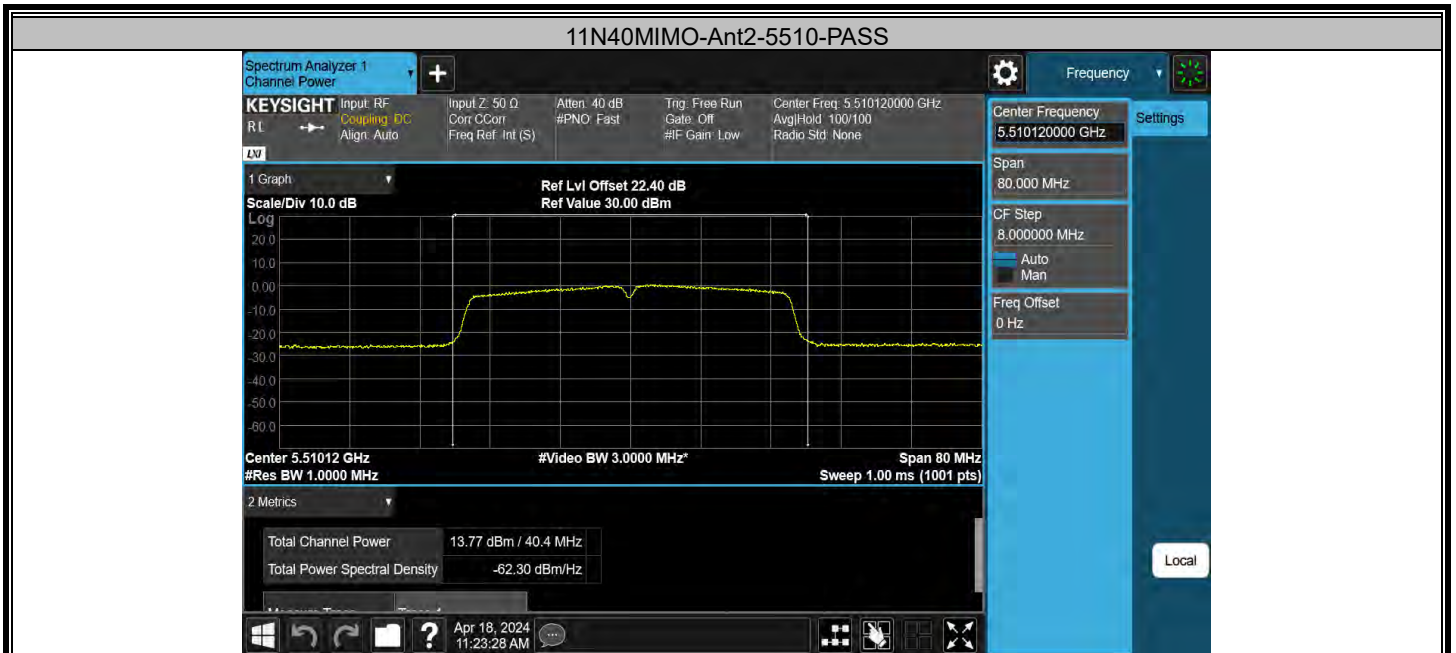 11N40MIMO-Ant2-5510-PASS
Spectrum Analyzer 1
Channel Power
Frequency
KEYSIGHT
RL
LXI
Input: RF
Coupling: DC
Align: Auto
Input Z: 50 Ω
Corr CCorr
Freq Ref: Int (S)
Atten: 40 dB
#PNO: Fast
Trig: Free Run
Gate: Off
#IF Gain: Low
Center Freq: 5.510120000 GHz
Avg|Hold: 100/100
Radio Std: None
Center Frequency
5.510120000 GHz
Settings
Span
80.000 MHz
CF Step
8.000000 MHz
Auto
Man
Freq Offset
0 Hz
1 Graph
Scale/Div 10.0 dB
Ref Lvl Offset 22.40 dB
Ref Value 30.00 dBm
Log
20.0
10.0
0.00
-10.0
-20.0
-30.0
-40.0
-50.0
-60.0
Center 5.51012 GHz
#Video BW 3.0000 MHz*
Span 80 MHz
#Res BW 1.0000 MHz
Sweep 1.00 ms (1001 pts)
2 Metrics
Total Channel Power 13.77 dBm / 40.4 MHz
Total Power Spectral Density -62.30 dBm/Hz
Local
?
Apr 18, 2024
11:23:28 AM